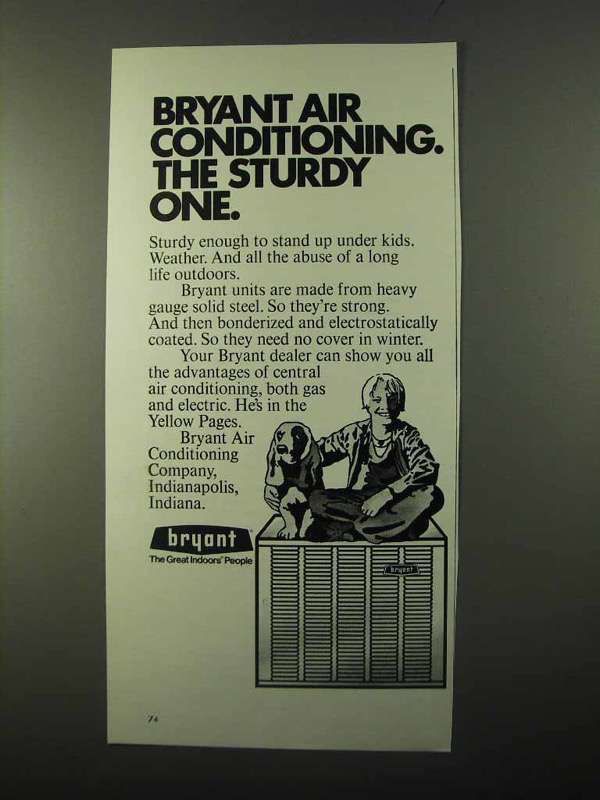 BRYANT AIR
CONDITIONING.
THE STURDY
ONE.
Sturdy enough to stand up under kids.
Weather. And all the abuse of a long
life outdoors.
Bryant units are made from heavy
gauge solid steel. So they're strong.
And then bonderized and electrostatically
coated. So they need no cover in winter.
Your Bryant dealer can show you all
the advantages of central
air conditioning, both gas
and electric. He's in the
Yellow Pages.
Bryant Air
Conditioning
Company,
Indianapolis,
Indiana.
bryant
The Great Indoors' People
bryant
74